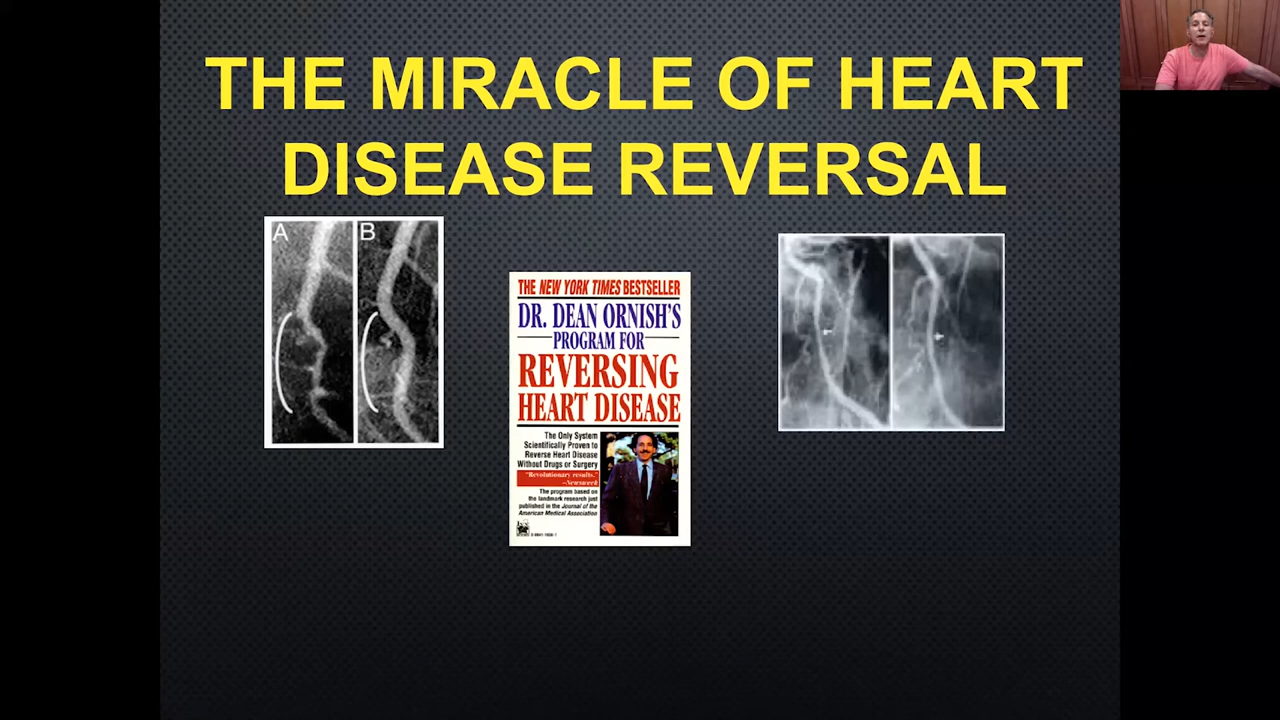 THE MIRACLE OF HEART
DISEASE REVERSAL
A
B
THE NEW YORK TIMES BESTSELLER
DR. DEAN ORNISH'S
PROGRAM FOR
REVERSING
HEART DISEASE
The Only System
Scientifically Proven to
Reverse Heart Disease
Without Drugs or Surgery
"Revolutionary results."
–Newsweek
The program based on
the landmark research just
published in the Journal of the
American Medical Association